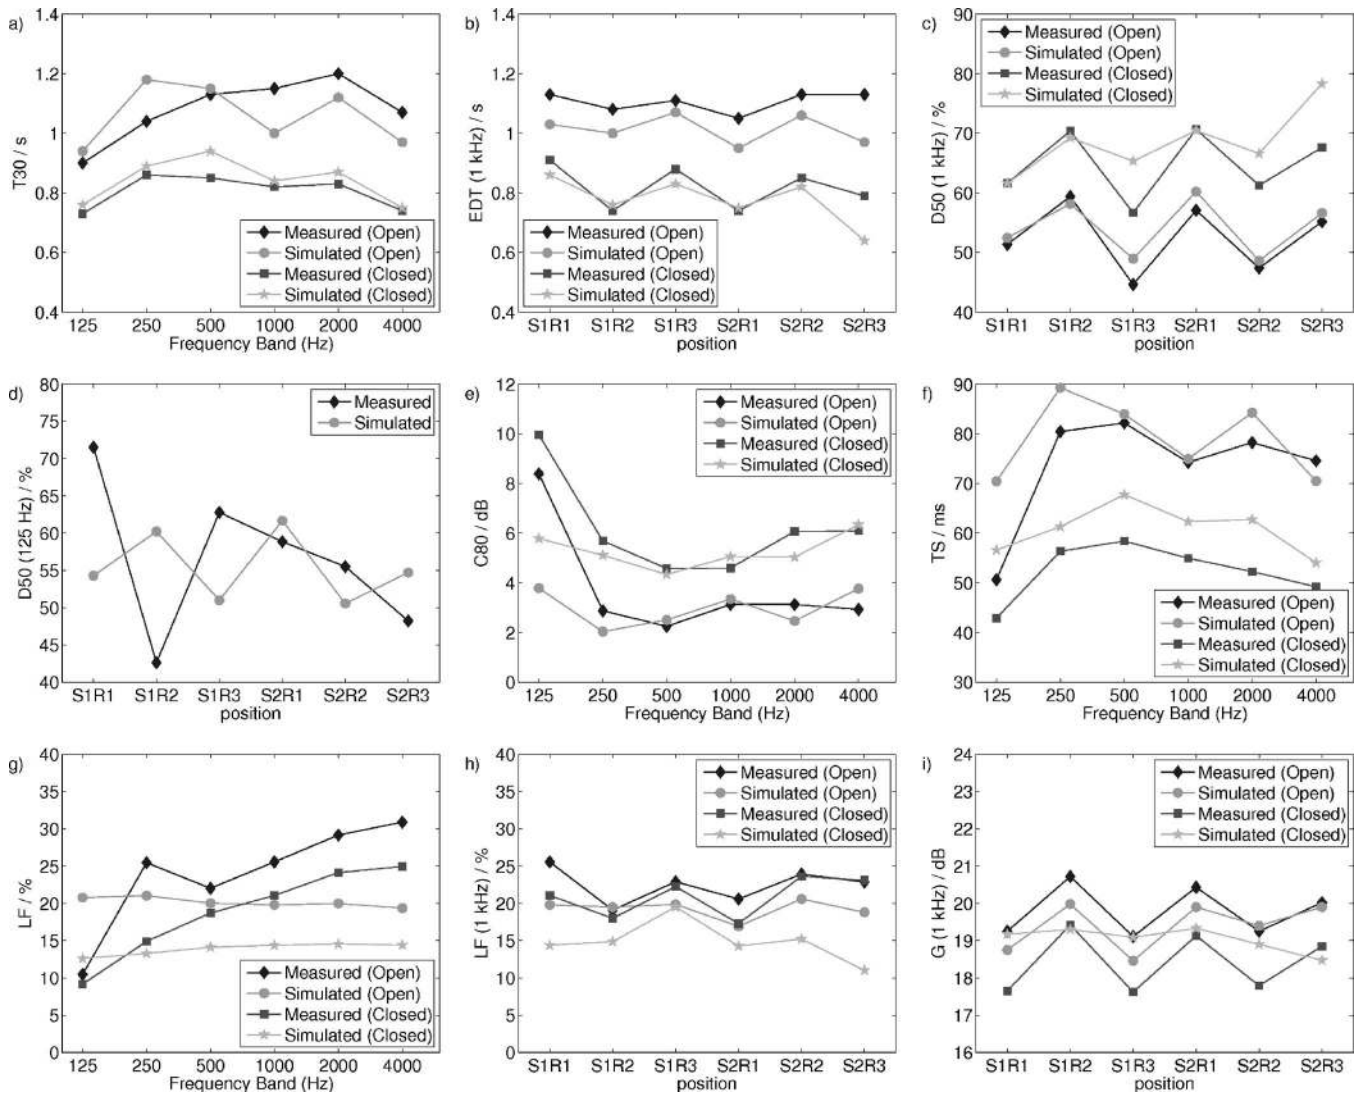 a)
1.4
1.2
1
0.8
0.6
0.4
T30 / s
Measured (Open)
Simulated (Open)
Measured (Closed)
Simulated (Closed)
125 250 500 1000 2000 4000
Frequency Band (Hz)
b)
1.4
1.2
1
0.8
0.6
0.4
EDT (1 kHz) / s
Measured (Open)
Simulated (Open)
Measured (Closed)
Simulated (Closed)
S1R1 S1R2 S1R3 S2R1 S2R2 S2R3
position
c)
90
80
70
60
50
40
D50 (1 kHz) / %
Measured (Open)
Simulated (Open)
Measured (Closed)
Simulated (Closed)
S1R1 S1R2 S1R3 S2R1 S2R2 S2R3
position
d)
80
75
70
65
60
55
50
45
40
D50 (125 Hz) / %
Measured
Simulated
S1R1 S1R2 S1R3 S2R1 S2R2 S2R3
position
e)
12
10
8
6
4
2
0
C80 / dB
Measured (Open)
Simulated (Open)
Measured (Closed)
Simulated (Closed)
125 250 500 1000 2000 4000
Frequency Band (Hz)
f)
90
80
70
60
50
40
30
TS / ms
Measured (Open)
Simulated (Open)
Measured (Closed)
Simulated (Closed)
125 250 500 1000 2000 4000
Frequency Band (Hz)
g)
40
35
30
25
20
15
10
5
0
LF / %
Measured (Open)
Simulated (Open)
Measured (Closed)
Simulated (Closed)
125 250 500 1000 2000 4000
Frequency Band (Hz)
h)
40
35
30
25
20
15
10
5
0
LF (1 kHz) / %
Measured (Open)
Simulated (Open)
Measured (Closed)
Simulated (Closed)
S1R1 S1R2 S1R3 S2R1 S2R2 S2R3
position
i)
24
23
22
21
20
19
18
17
16
G (1 kHz) / dB
Measured (Open)
Simulated (Open)
Measured (Closed)
Simulated (Closed)
S1R1 S1R2 S1R3 S2R1 S2R2 S2R3
position